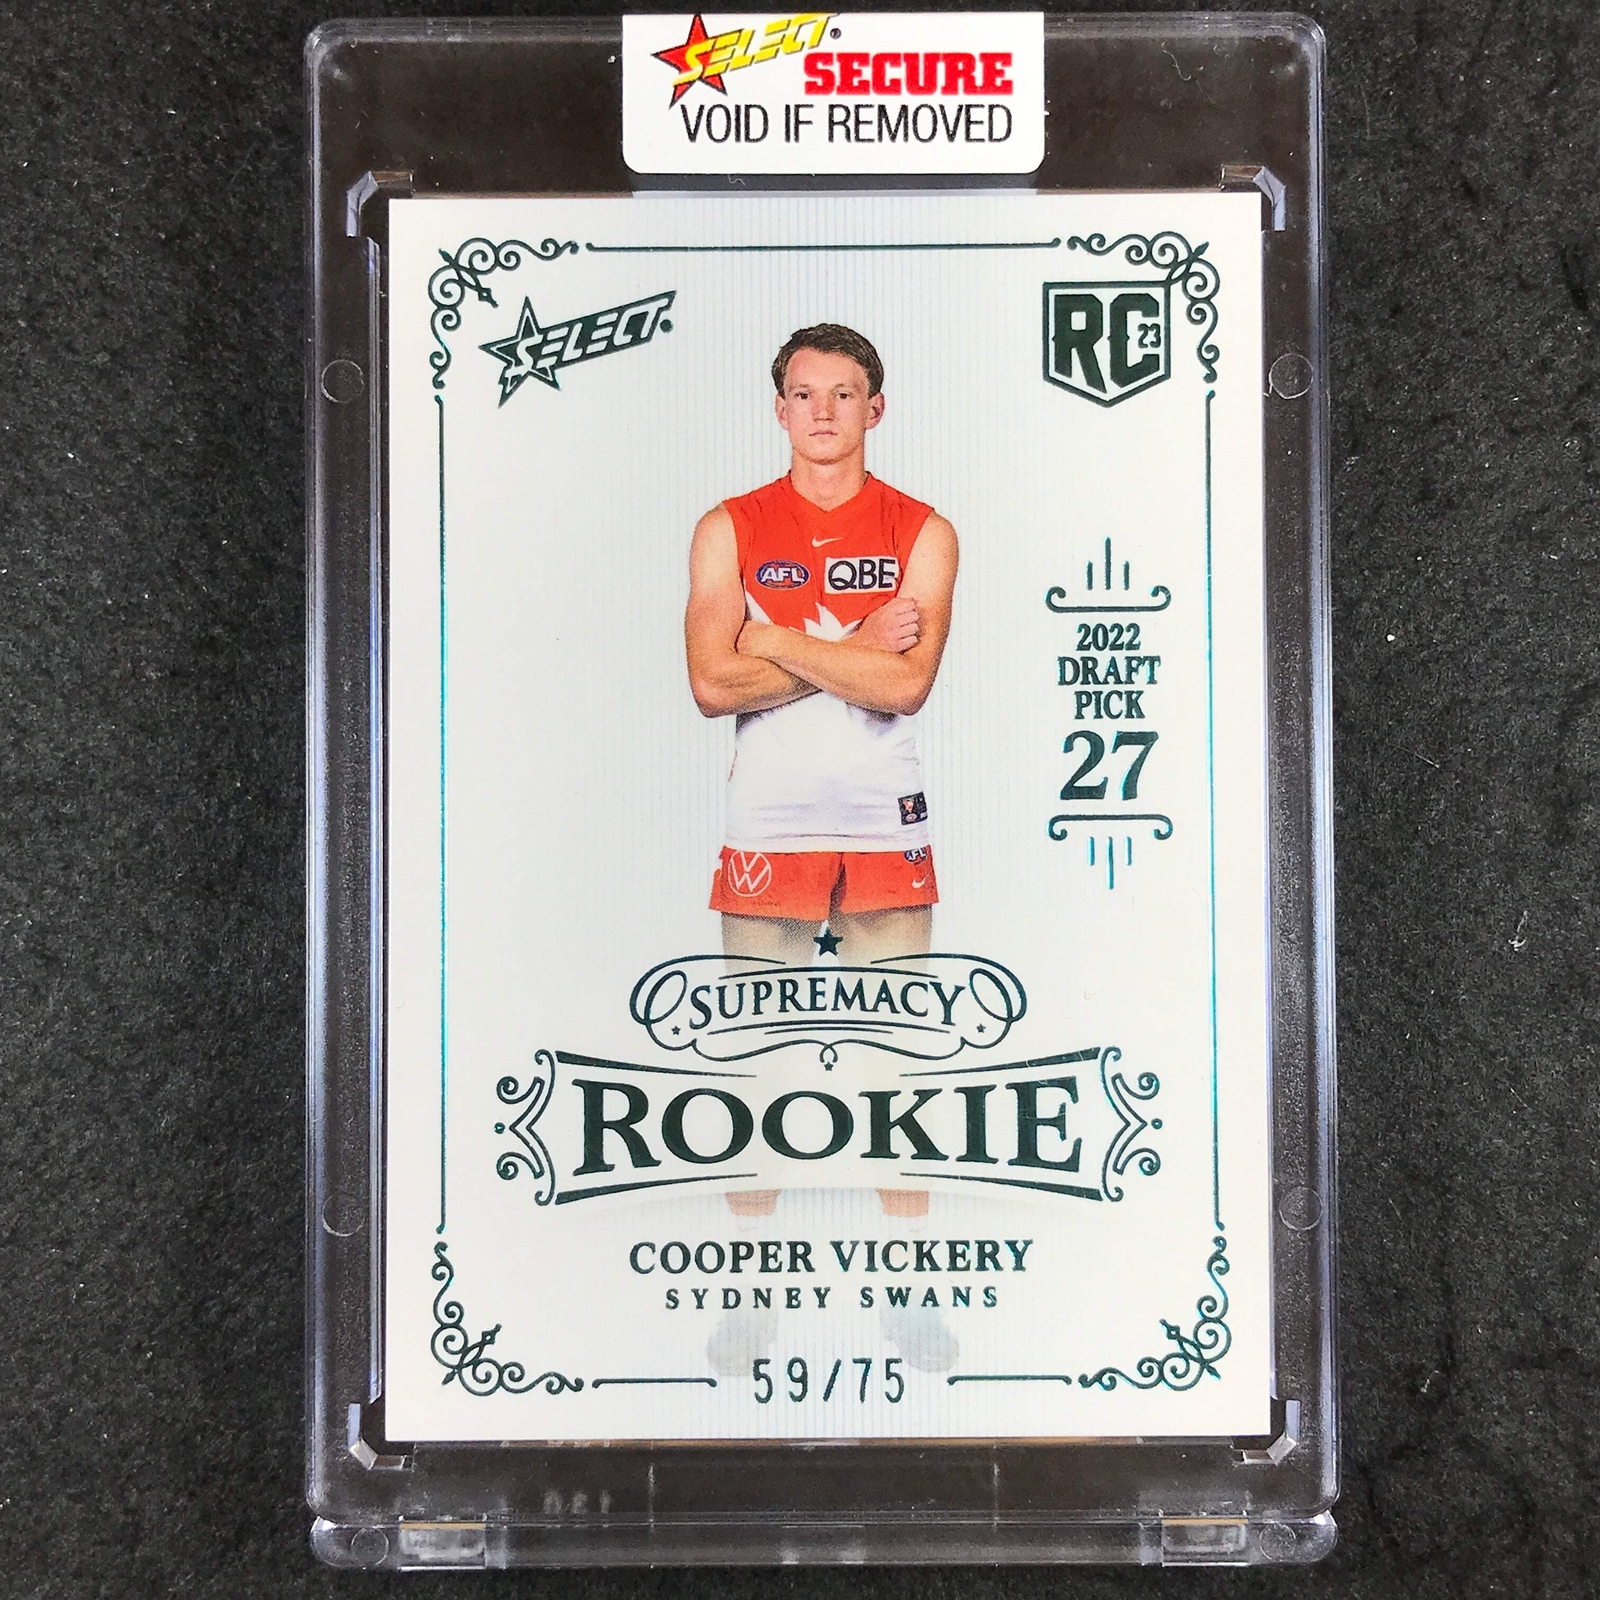 SELECT
SECURE
VOID IF REMOVED
SELECT
RC 23
AFL
QBE
2022
DRAFT
PICK
27
AFL
SUPREMACY
ROOKIE
COOPER VICKERY
SYDNEY SWANS
59/75